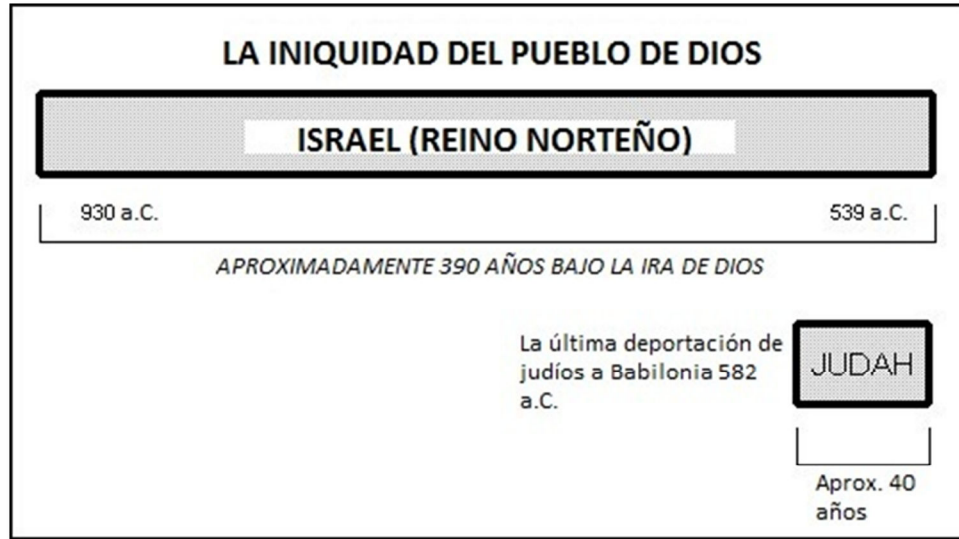 LA INIQUIDAD DEL PUEBLO DE DIOS
ISRAEL (REINO NORTEÑO)
930 a.C.
539 a.C.
APROXIMADAMENTE 390 AÑOS BAJO LA IRA DE DIOS
La última deportación de
judíos a Babilonia 582
a.C.
JUDAH
Aprox. 40
años